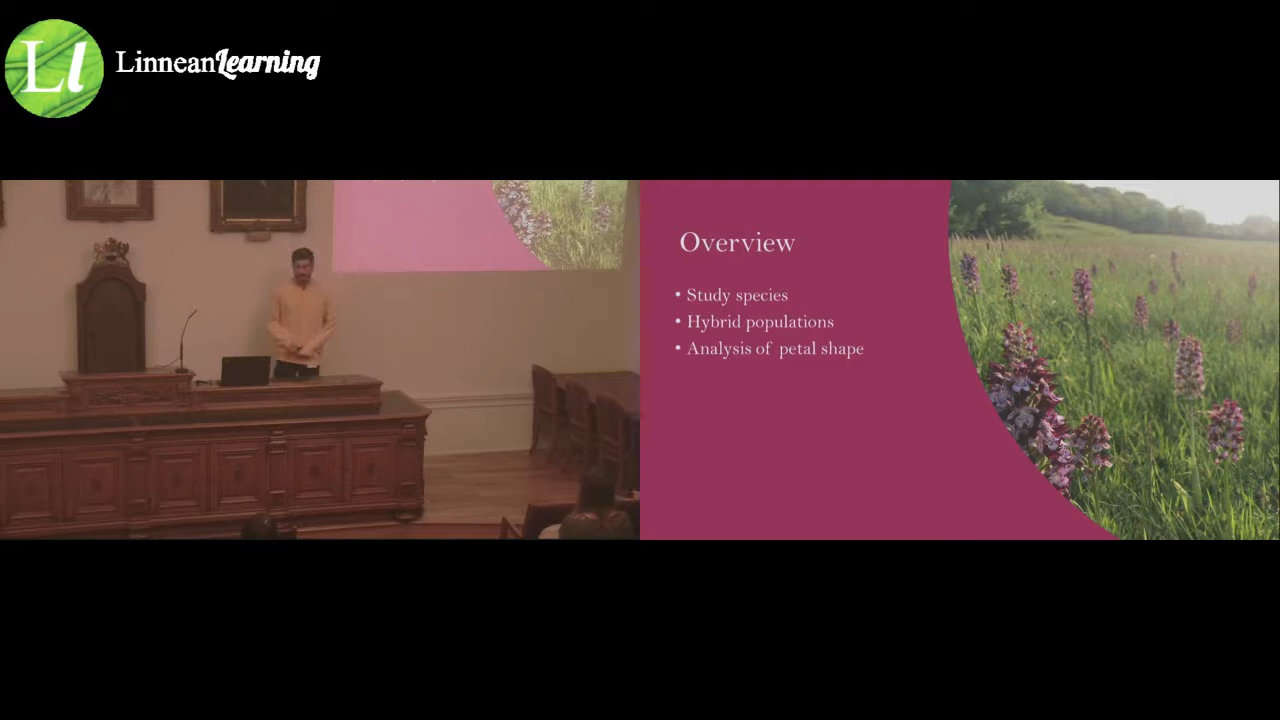 Ll LinneanLearning
Overview
• Study species
• Hybrid populations
• Analysis of petal shape